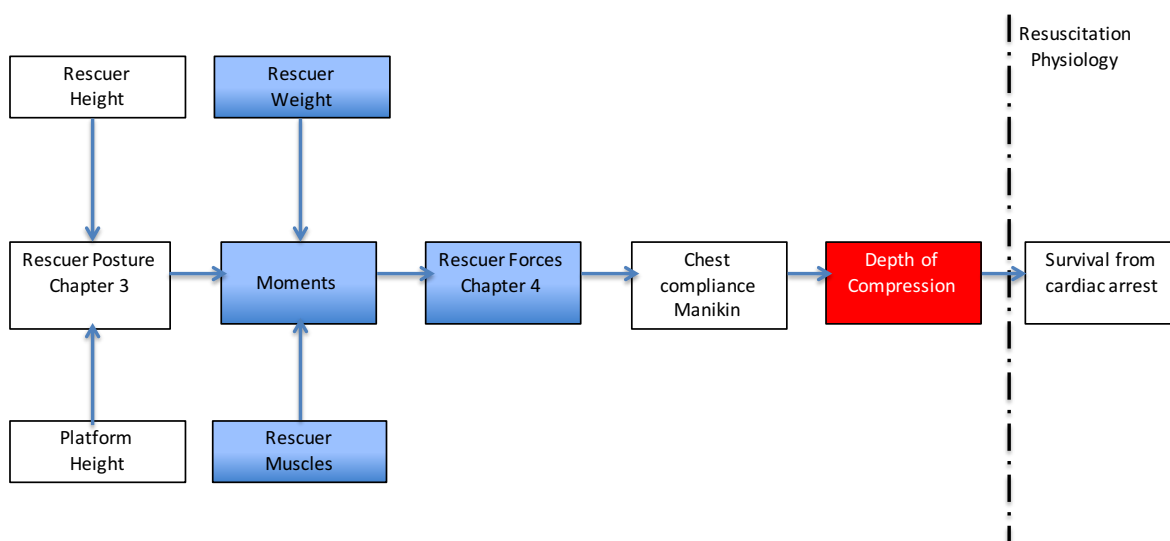 Resuscitation
Physiology
Rescuer
Height
Rescuer
Weight
Rescuer Posture
Chapter 3
Moments
Rescuer Forces
Chapter 4
Chest
compliance
Manikin
Depth of
Compression
Survival from
cardiac arrest
Platform
Height
Rescuer
Muscles